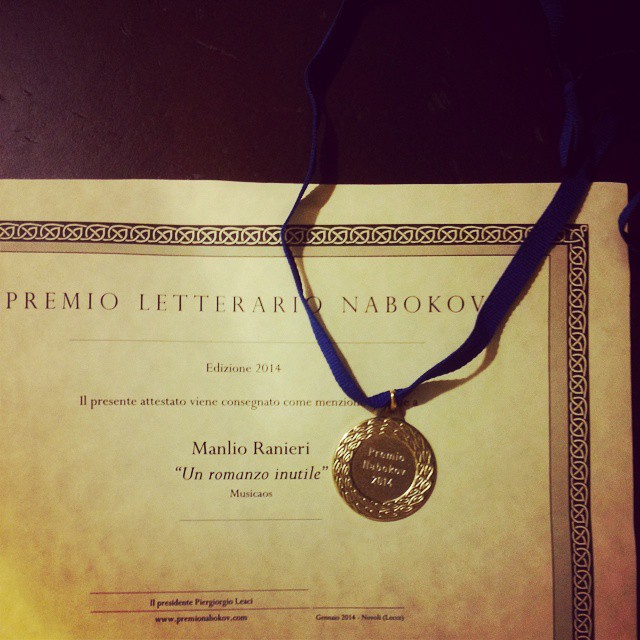 PREMIO LETTERARIO NABOKOV
Edizione 2014
Il presente attestato viene consegnato come menzion a
Manlio Ranieri
“Un romanzo inutile”
Musicaos
Premio
Nabokov
2014
Il presidente Piergiorgio Leaci
www.premionabokov.com
Gennaio 2014 - Novoli (Lecce)